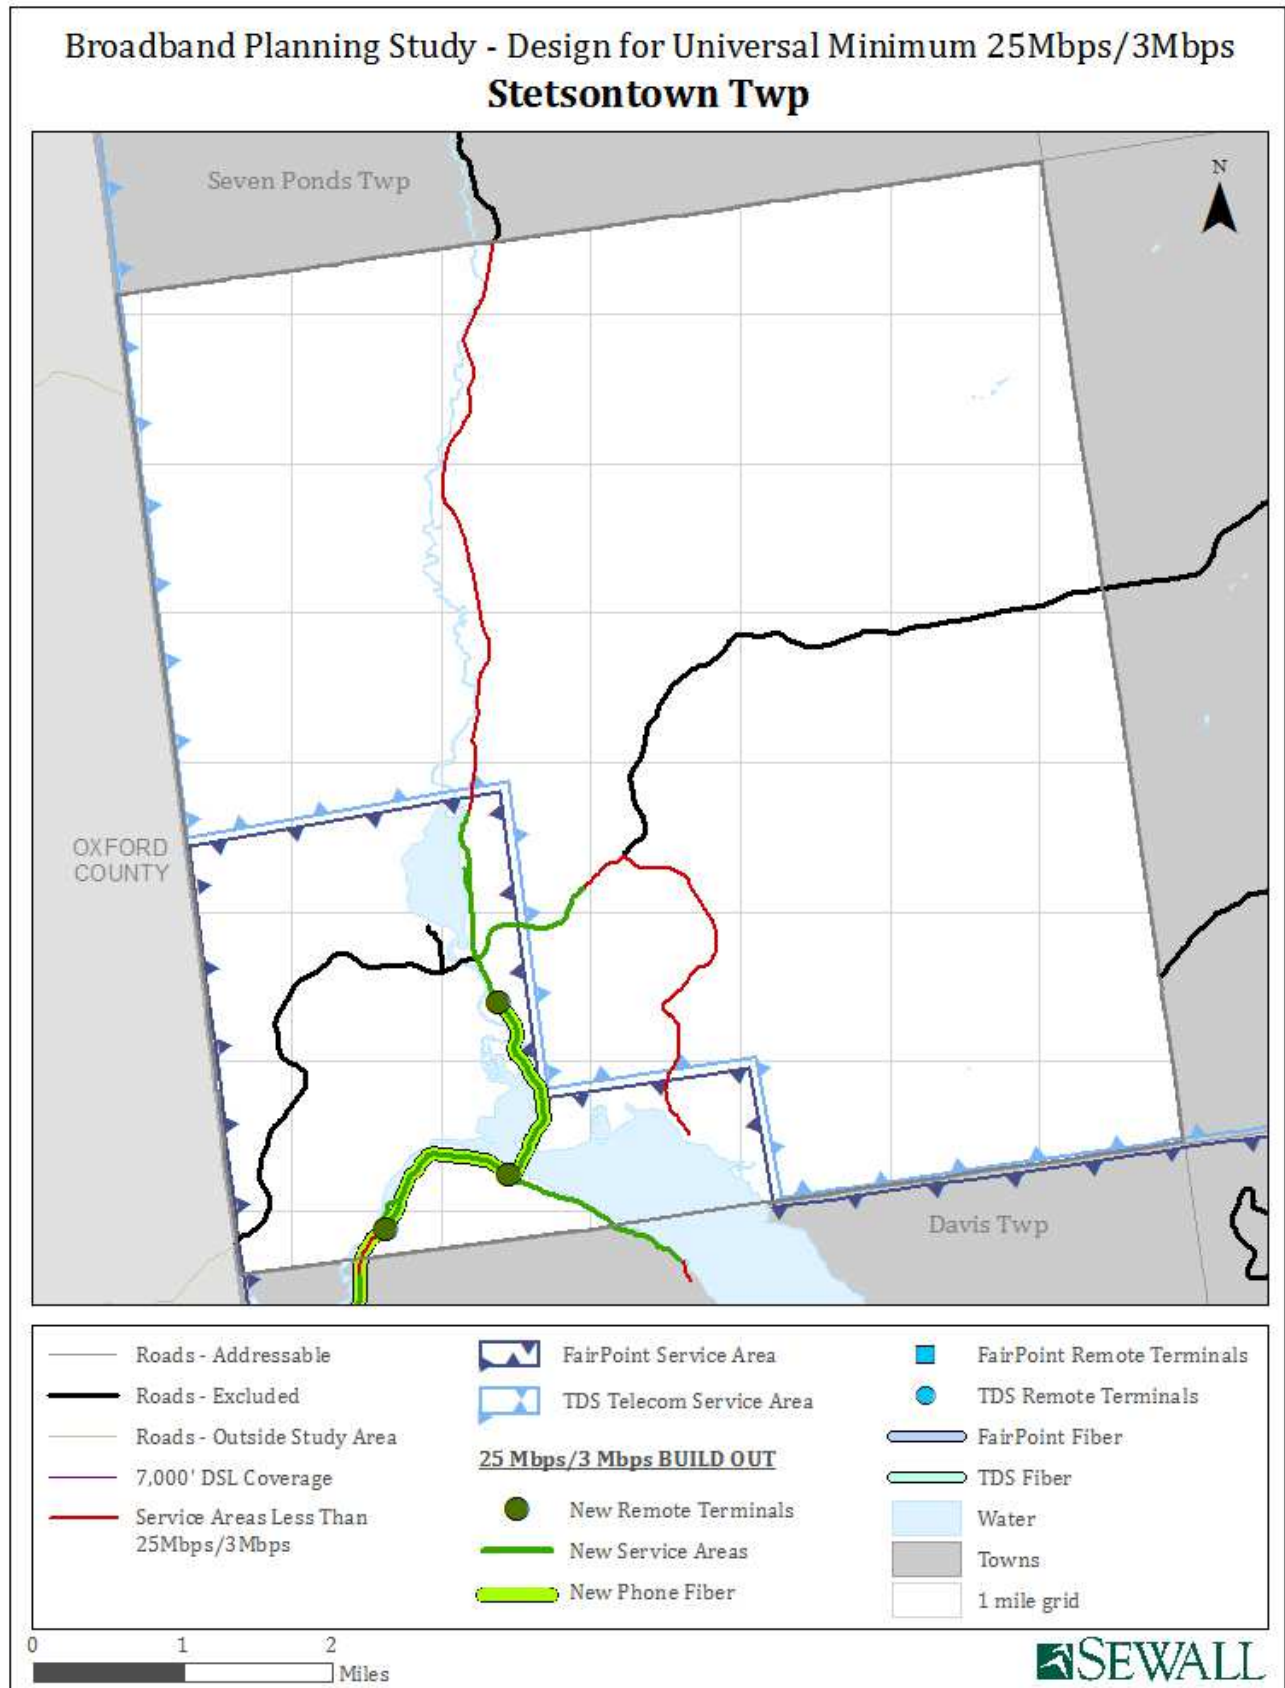 Broadband Planning Study - Design for Universal Minimum 25Mbps/3Mbps
Stetsontown Twp
Seven Ponds Twp
N
OXFORD
COUNTY
Davis Twp
Roads - Addressable
Roads - Excluded
Roads - Outside Study Area
7,000' DSL Coverage
Service Areas Less Than
25Mbps/3Mbps
FairPoint Service Area
TDS Telecom Service Area
25 Mbps/3 Mbps BUILD OUT
New Remote Terminals
New Service Areas
New Phone Fiber
FairPoint Remote Terminals
TDS Remote Terminals
FairPoint Fiber
TDS Fiber
Water
Towns
1 mile grid
0 1 2
Miles
SEWALL